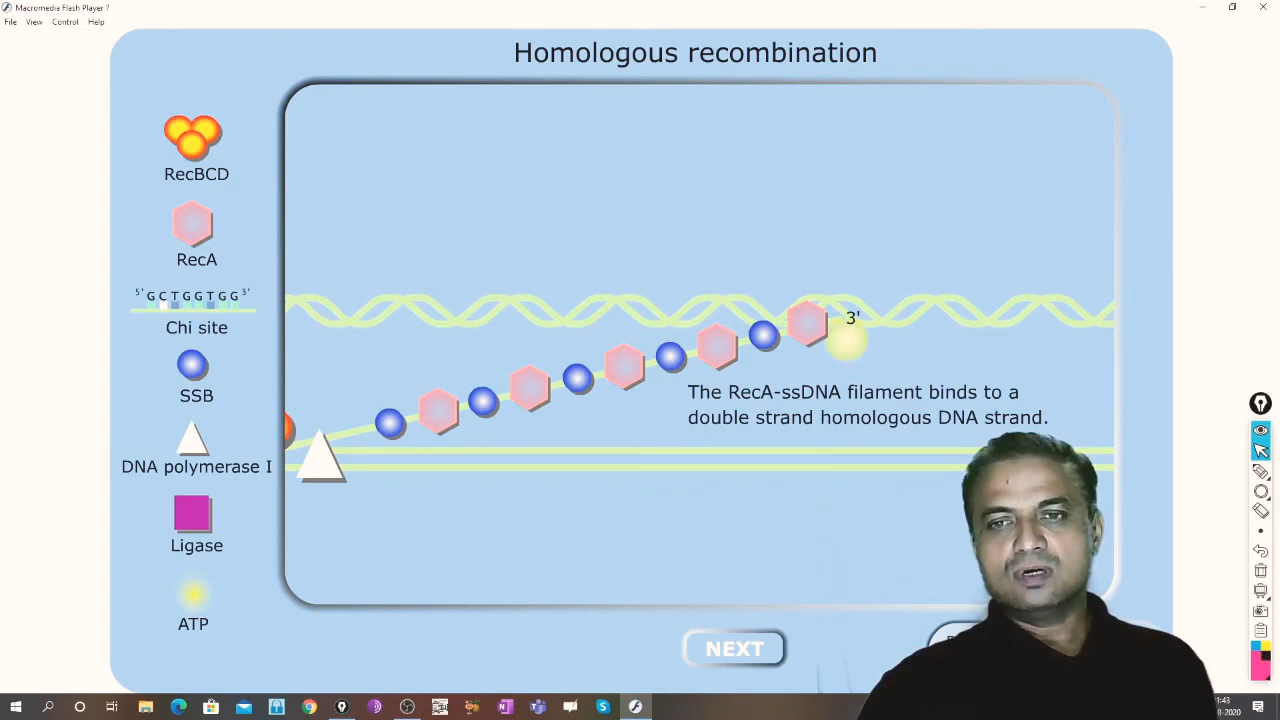 Macromedia Flash Player 7
File View Control Help
Homologous recombination
RecBCD
RecA
5' GCTGGTGG 3'
Chi site
SSB
DNA polymerase I
Ligase
ATP
3'
The RecA-ssDNA filament binds to a
double strand homologous DNA strand.
NEXT